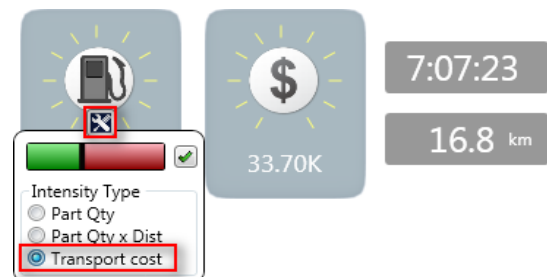 $
7:07:23
16.8 km
33.70K
Intensity Type
Part Qty
Part Qty x Dist
Transport cost